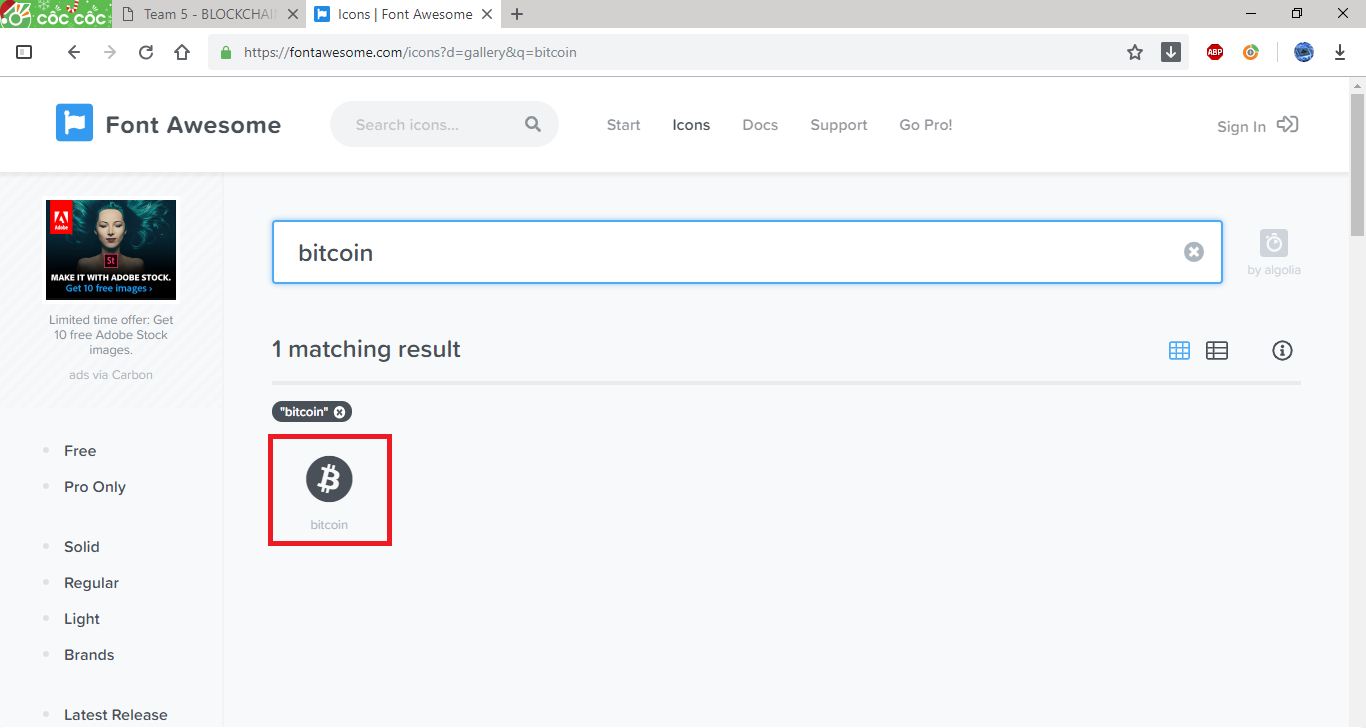 cốc cốc
Team 5 - BLOCKCHAI
Icons | Font Awesome
https://fontawesome.com/icons?d=gallery&q=bitcoin
ABP
Font Awesome
Search icons...
Start
Icons
Docs
Support
Go Pro!
Sign In
Adobe
St
MAKE IT WITH ADOBE STOCK.
Get 10 free images ›
Limited time offer: Get
10 free Adobe Stock
images.
ads via Carbon
bitcoin
by algolia
1 matching result
"bitcoin"
bitcoin
Free
Pro Only
Solid
Regular
Light
Brands
Latest Release